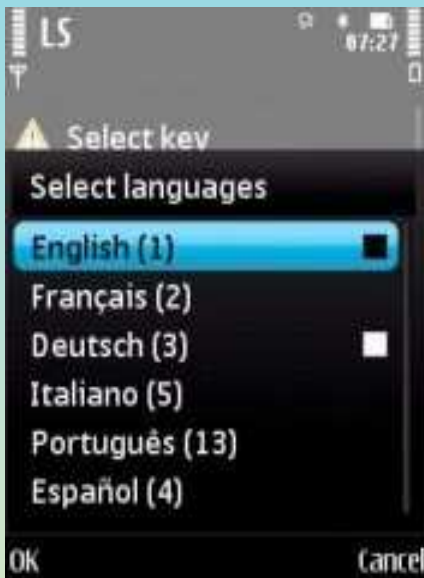 LS
07:27
Select key
Select languages
English (1)
Français (2)
Deutsch (3)
Italiano (5)
Português (13)
Español (4)
OK
Cancel